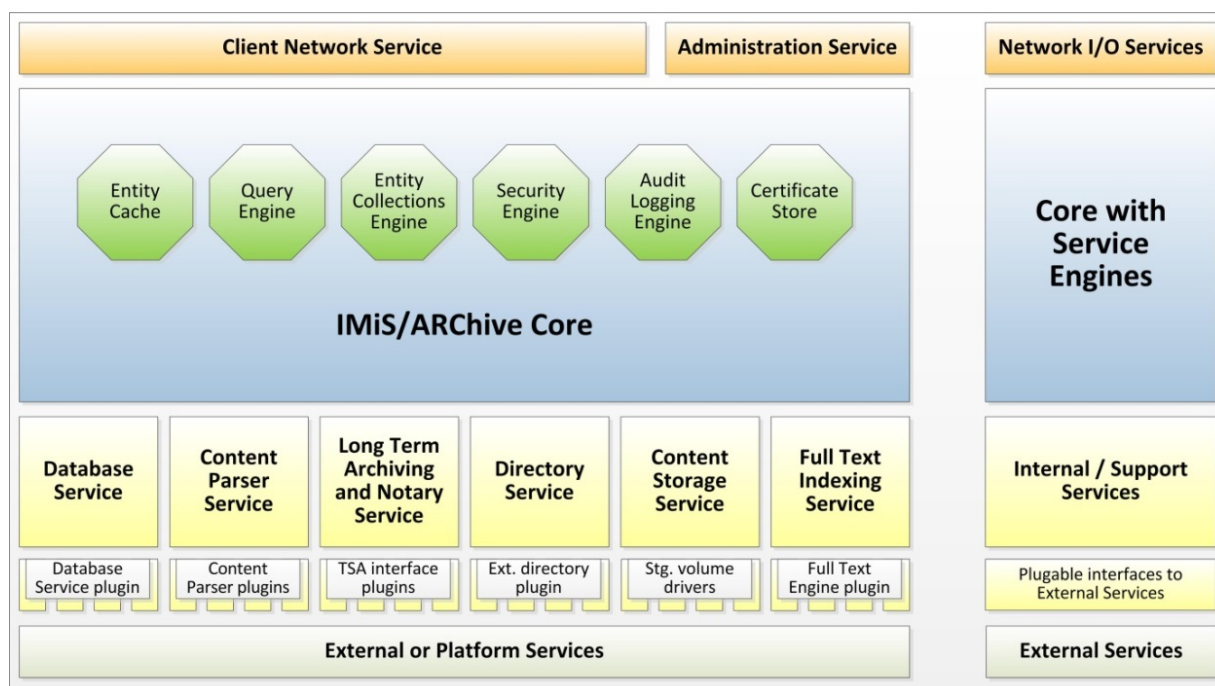 Client Network Service
Administration Service
Network I/O Services
Entity
Cache
Query
Engine
Entity
Collections
Engine
Security
Engine
Audit
Logging
Engine
Certificate
Store
IMiS/ARChive Core
Core with
Service
Engines
Database
Service
Content
Parser
Service
Long Term
Archiving
and Notary
Service
Directory
Service
Content
Storage
Service
Full Text
Indexing
Service
Internal / Support
Services
Database
Service plugin
Content
Parser plugins
TSA interface
plugins
Ext. directory
plugin
Stg. volume
drivers
Full Text
Engine plugin
Plugable interfaces to
External Services
External or Platform Services
External Services